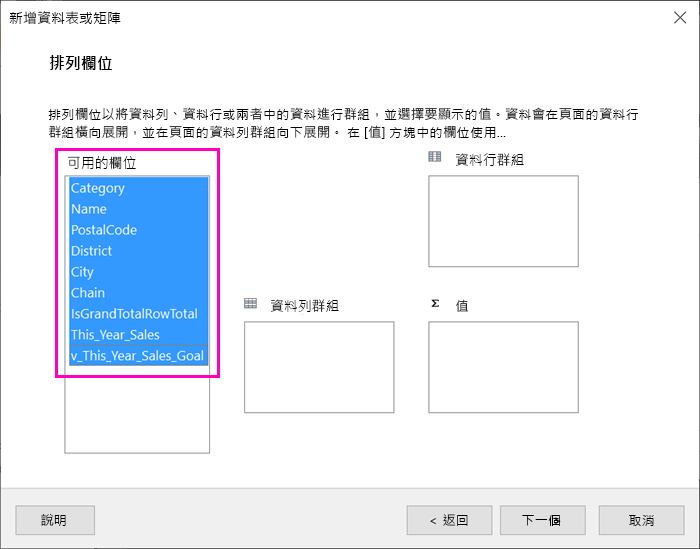 新增資料表或矩陣
排列欄位
排列欄位以將資料列、資料行或兩者中的資料進行群組，並選擇要顯示的值。資料會在頁面的資料行
群組橫向展開，並在頁面的資料列群組向下展開。 在 [值] 方塊中的欄位使用...
可用的欄位
Category
Name
PostalCode
District
City
Chain
IsGrandTotalRowTotal
This_Year_Sales
v_This_Year_Sales_Goal
資料行群組
資料列群組
Σ 值
說明
< 返回
下一個
取消